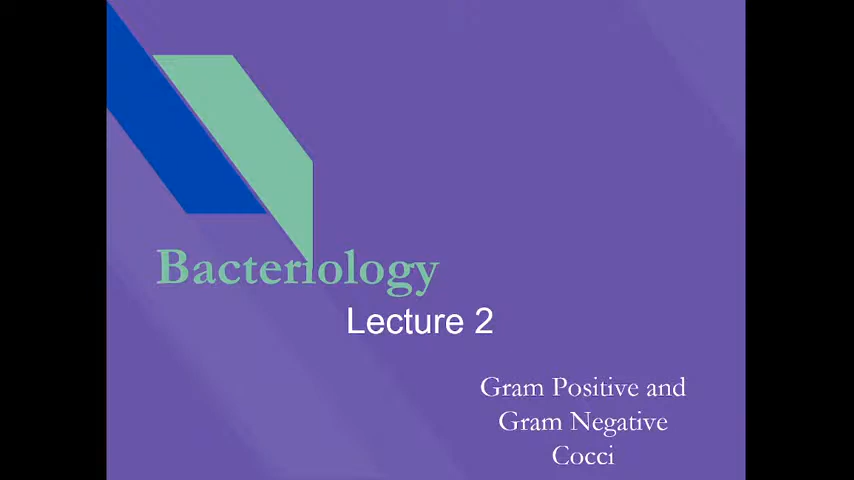 Bacteriology
Lecture 2
Gram Positive and
Gram Negative
Cocci